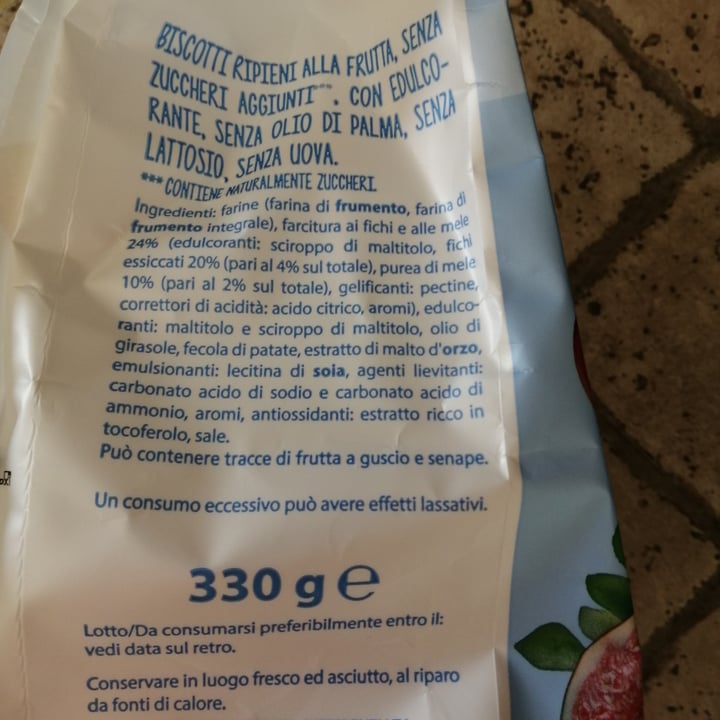 BISCOTTI RIPIENI ALLA FRUTTA, SENZA
ZUCCHERI AGGIUNTI***. CON EDULCO-
RANTE, SENZA OLIO DI PALMA, SENZA
LATTOSIO, SENZA UOVA.
*** CONTIENE NATURALMENTE ZUCCHERI.
Ingredienti: farine (farina di frumento, farina di
frumento integrale), farcitura ai fichi e alle mele
24% (edulcoranti: sciroppo di maltitolo, fichi
essiccati 20% (pari al 4% sul totale), purea di mele
10% (pari al 2% sul totale), gelificanti: pectine,
correttori di acidità: acido citrico, aromi), edulco-
ranti: maltitolo e sciroppo di maltitolo, olio di
girasole, fecola di patate, estratto di malto d'orzo,
emulsionanti: lecitina di soia, agenti lievitanti:
carbonato acido di sodio e carbonato acido di
ammonio, aromi, antiossidanti: estratto ricco in
tocoferolo, sale.
Può contenere tracce di frutta a guscio e senape.
Un consumo eccessivo può avere effetti lassativi.
330 g e
Lotto/Da consumarsi preferibilmente entro il:
vedi data sul retro.
Conservare in luogo fresco ed asciutto, al riparo
da fonti di calore.